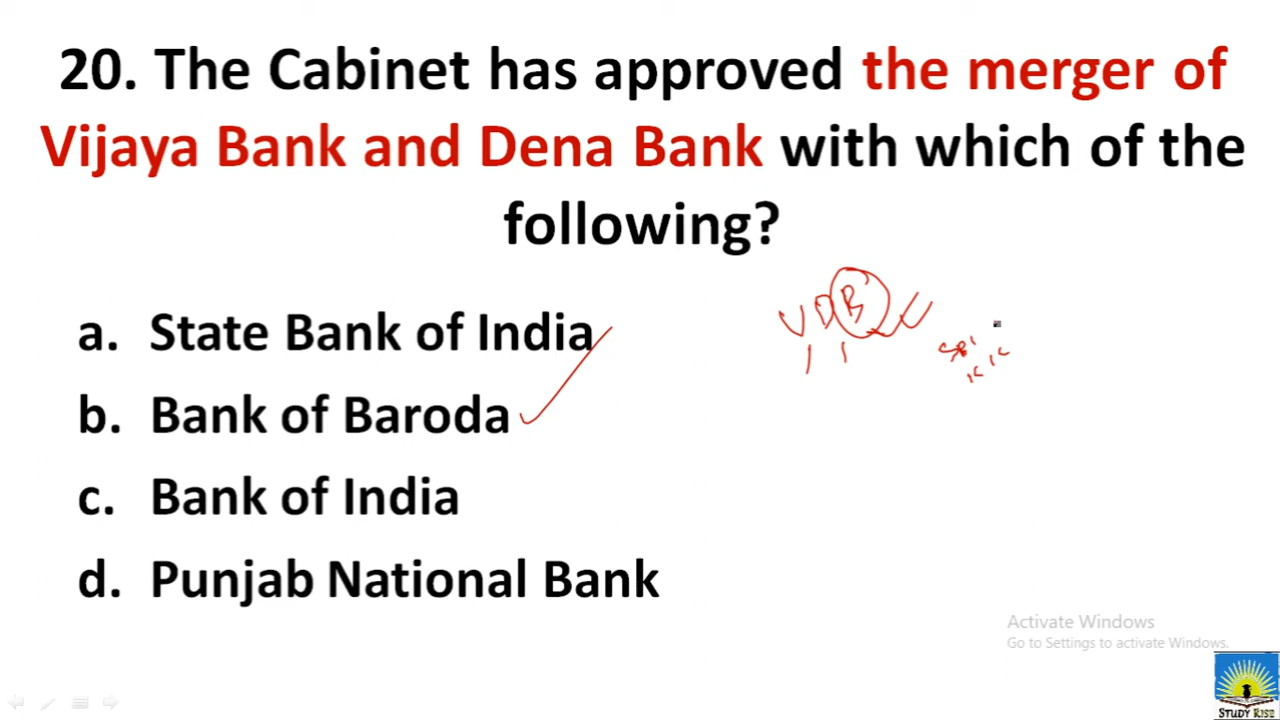 20. The Cabinet has approved the merger of
Vijaya Bank and Dena Bank with which of the
following?
a. State Bank of India
b. Bank of Baroda
c. Bank of India
d. Punjab National Bank
V D B
SBI
Activate Windows
Go to Settings to activate Windows.
STUDY RISE